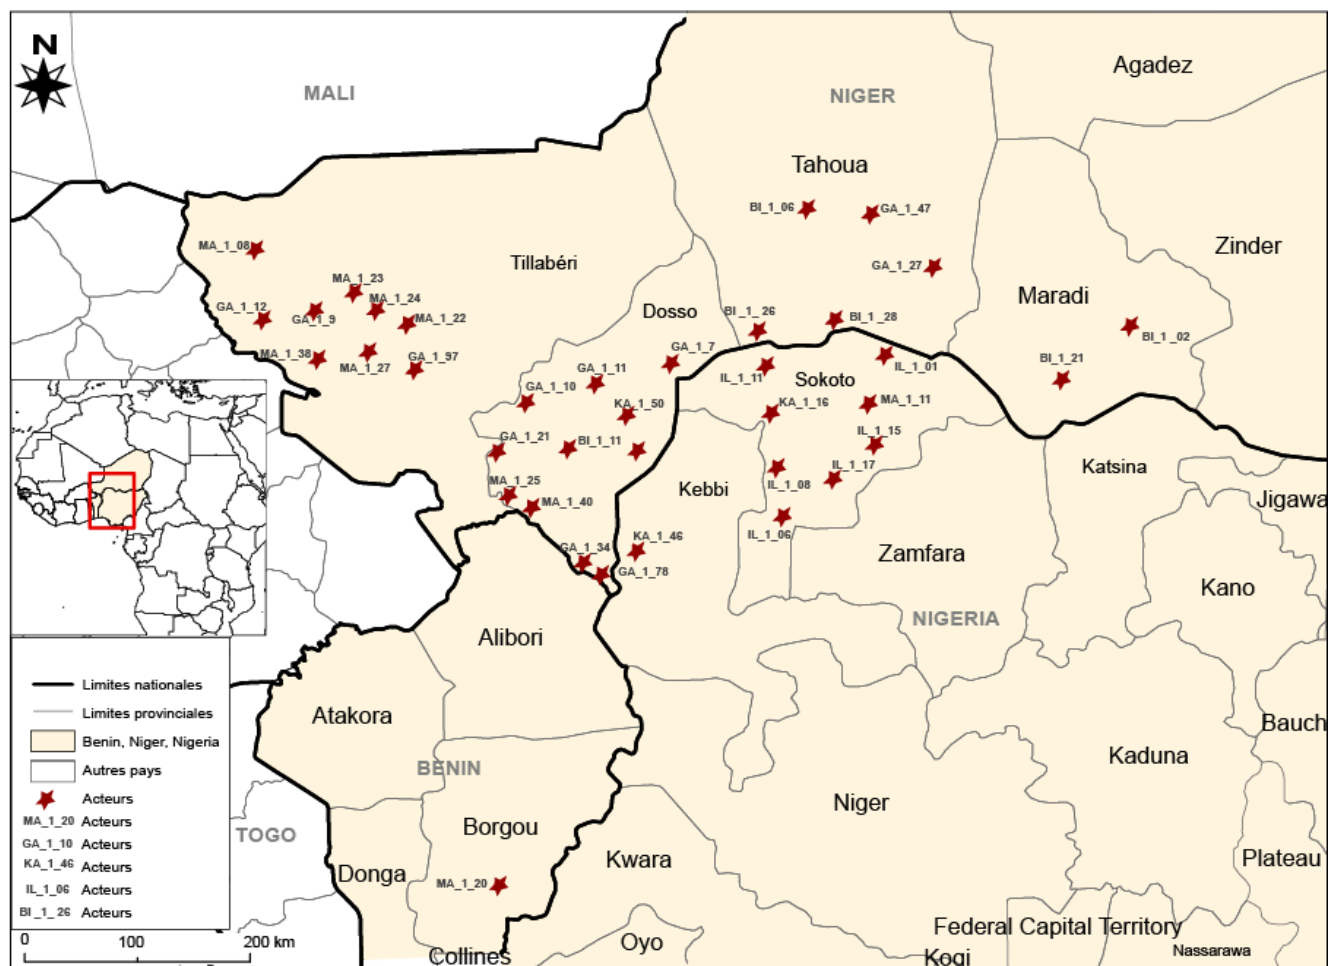 N
MALI
NIGER
Agadez
Tahoua
BI_1_06
GA_1_47
MA_1_08
Tillabéri
Zinder
GA_1_27
MA_1_23
MA_1_24
Maradi
GA_1_12
GA_1_9
MA_1_22
Dosso
BI_1_26
BI_1_28
BI_1_02
MA_1_38
MA_1_27
GA_1_97
GA_1_7
BI_1_21
GA_1_11
IL_1_11
Sokoto
IL_1_01
GA_1_10
KA_1_50
KA_1_16
MA_1_11
GA_1_21
BI_1_11
IL_1_15
IL_1_17
Katsina
MA_1_25
Kebbi
IL_1_08
Jigawa
MA_1_40
GA_1_34
KA_1_46
IL_1_06
Zamfara
GA_1_78
Kano
NIGERIA
Alibori
Limites nationales
Limites provinciales
Atakora
Benin, Niger, Nigeria
Bauch
Autres pays
BENIN
Kaduna
Acteurs
Niger
MA_1_20 Acteurs
TOGO
Borgou
GA_1_10 Acteurs
KA_1_46 Acteurs
Kwara
Plateau
Donga
IL_1_06 Acteurs
MA_1_20
BI_1_26 Acteurs
Federal Capital Territory
0 100 200 km
Oyo
Collines
Kogi
Nassarawa